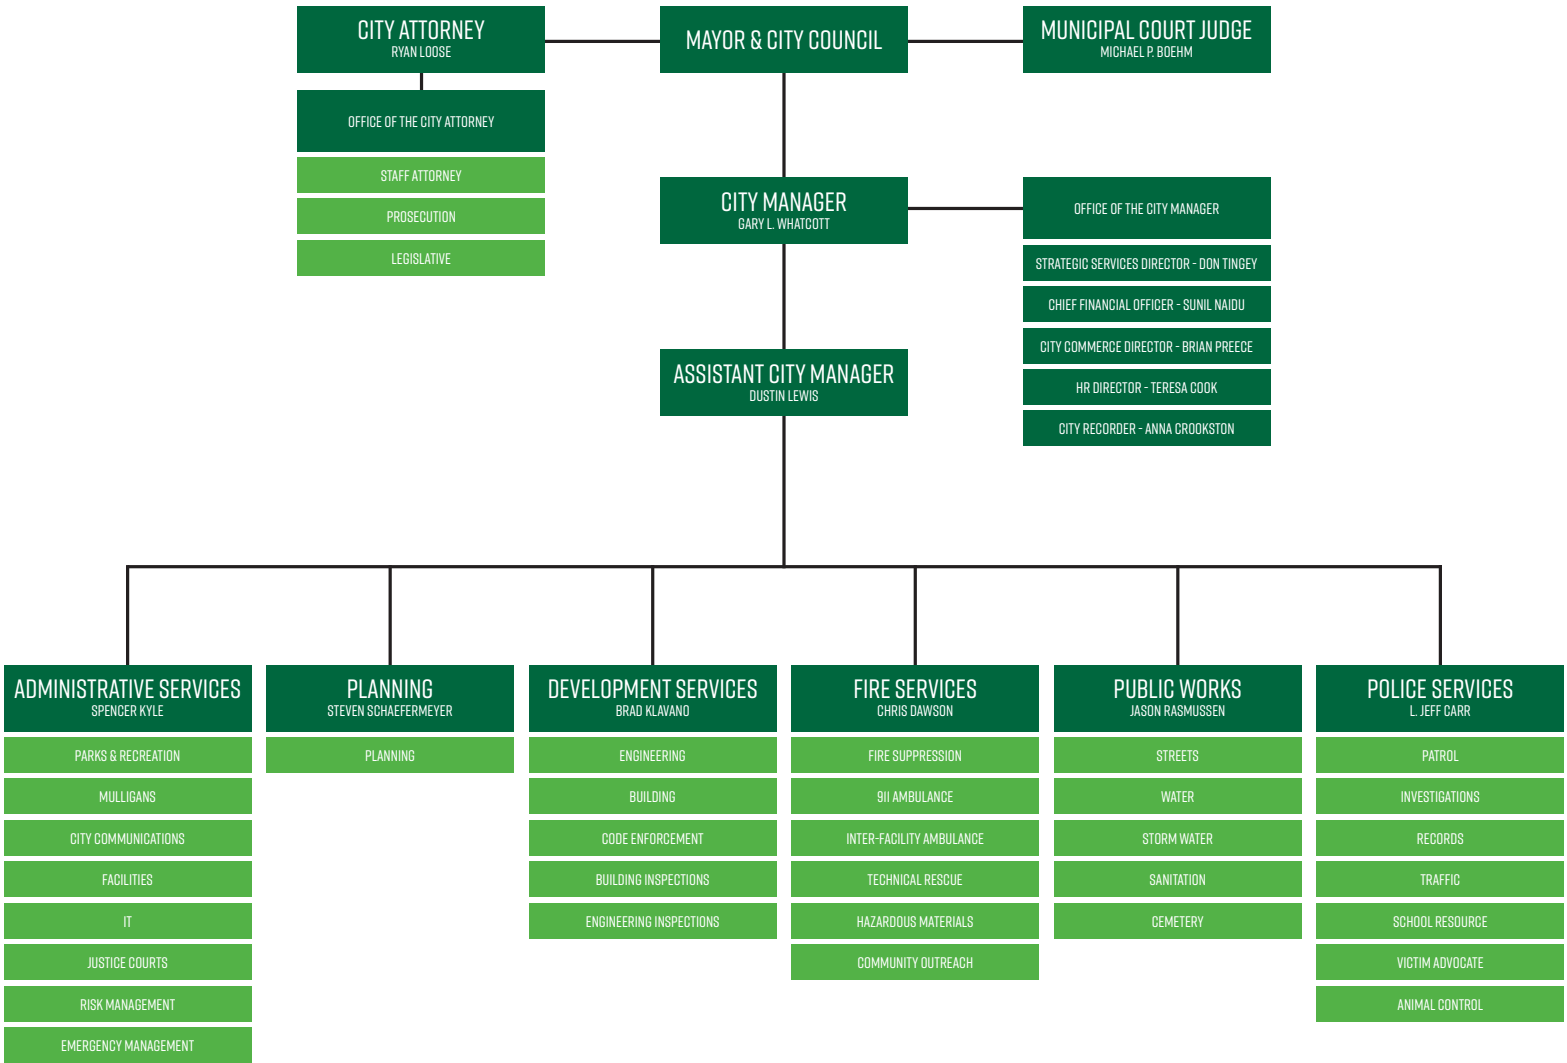 CITY ATTORNEY
RYAN LOOSE
MAYOR & CITY COUNCIL
MUNICIPAL COURT JUDGE
MICHAEL P. BOEHM
OFFICE OF THE CITY ATTORNEY
STAFF ATTORNEY
PROSECUTION
LEGISLATIVE
CITY MANAGER
GARY L. WHATCOTT
OFFICE OF THE CITY MANAGER
STRATEGIC SERVICES DIRECTOR - DON TINGEY
CHIEF FINANCIAL OFFICER - SUNIL NAIDU
CITY COMMERCE DIRECTOR - BRIAN PREECE
HR DIRECTOR - TERESA COOK
CITY RECORDER - ANNA CROOKSTON
ASSISTANT CITY MANAGER
DUSTIN LEWIS
ADMINISTRATIVE SERVICES
SPENCER KYLE
PARKS & RECREATION
MULLIGANS
CITY COMMUNICATIONS
FACILITIES
IT
JUSTICE COURTS
RISK MANAGEMENT
EMERGENCY MANAGEMENT
PLANNING
STEVEN SCHAEFERMEYER
PLANNING
DEVELOPMENT SERVICES
BRAD KLAVANO
ENGINEERING
BUILDING
CODE ENFORCEMENT
BUILDING INSPECTIONS
ENGINEERING INSPECTIONS
FIRE SERVICES
CHRIS DAWSON
FIRE SUPPRESSION
911 AMBULANCE
INTER-FACILITY AMBULANCE
TECHNICAL RESCUE
HAZARDOUS MATERIALS
COMMUNITY OUTREACH
PUBLIC WORKS
JASON RASMUSSEN
STREETS
WATER
STORM WATER
SANITATION
CEMETERY
POLICE SERVICES
L. JEFF CARR
PATROL
INVESTIGATIONS
RECORDS
TRAFFIC
SCHOOL RESOURCE
VICTIM ADVOCATE
ANIMAL CONTROL